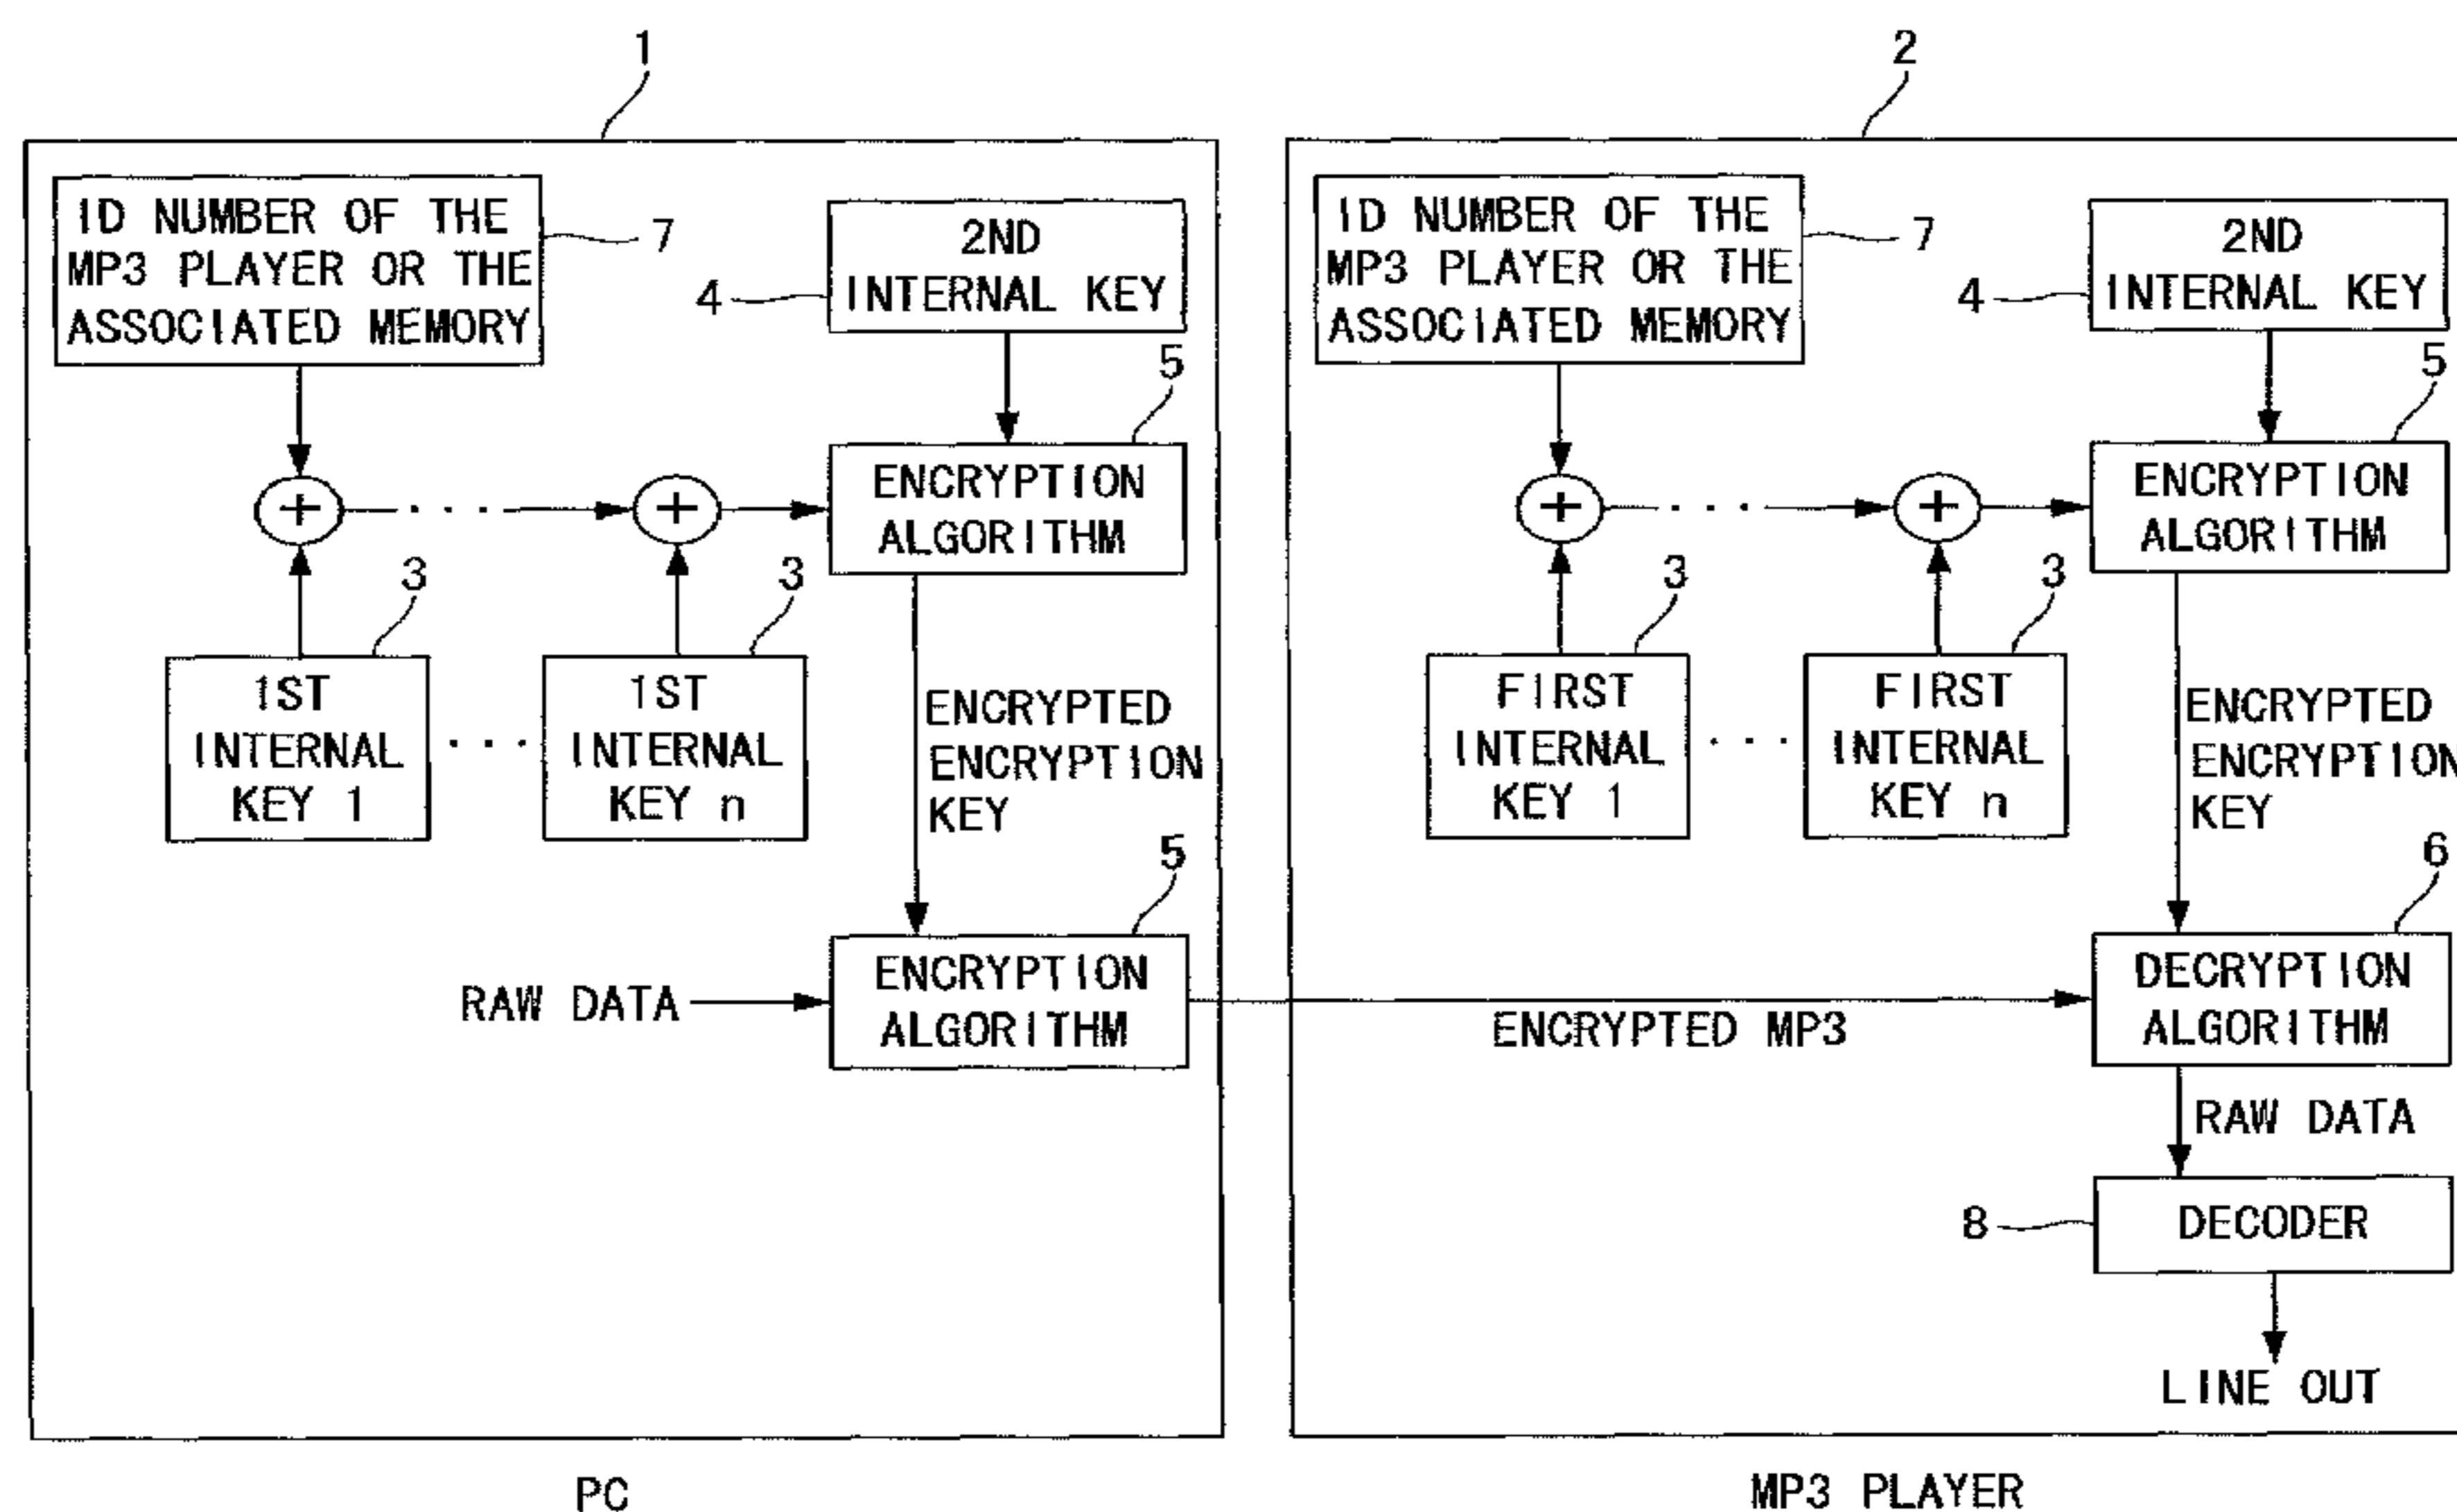 1
ID NUMBER OF THE
MP3 PLAYER OR THE
ASSOCIATED MEMORY
7
2ND
INTERNAL KEY
4
5
ENCRYPTION
ALGORITHM
+
. . .
+
3
3
1ST
INTERNAL
KEY 1
. . .
1ST
INTERNAL
KEY n
ENCRYPTED
ENCRYPTION
KEY
5
RAW DATA
ENCRYPTION
ALGORITHM
PC
2
ID NUMBER OF THE
MP3 PLAYER OR THE
ASSOCIATED MEMORY
7
2ND
INTERNAL KEY
4
5
ENCRYPTION
ALGORITHM
+
. . .
+
3
3
FIRST
INTERNAL
KEY 1
. . .
FIRST
INTERNAL
KEY n
ENCRYPTED
ENCRYPTION
KEY
6
ENCRYPTED MP3
DECRYPTION
ALGORITHM
RAW DATA
8
DECODER
LINE OUT
MP3 PLAYER